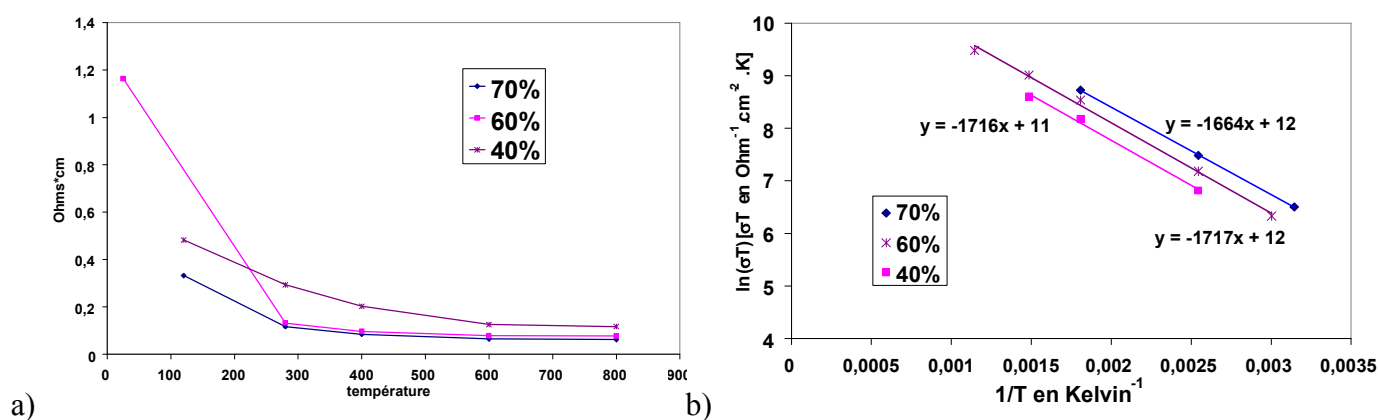 1,4
1,2
1
0,8
0,6
0,4
0,2
0
Ohms*cm
0 100 200 300 400 500 600 700 800 900
température
70%
60%
40%
a)
10
9
8
7
6
5
4
ln(σT) [σT en Ohm⁻¹.cm⁻² .K]
y = -1716x + 11
y = -1664x + 12
y = -1717x + 12
70%
60%
40%
0 0,0005 0,001 0,0015 0,002 0,0025 0,003 0,0035
1/T en Kelvin⁻¹
b)